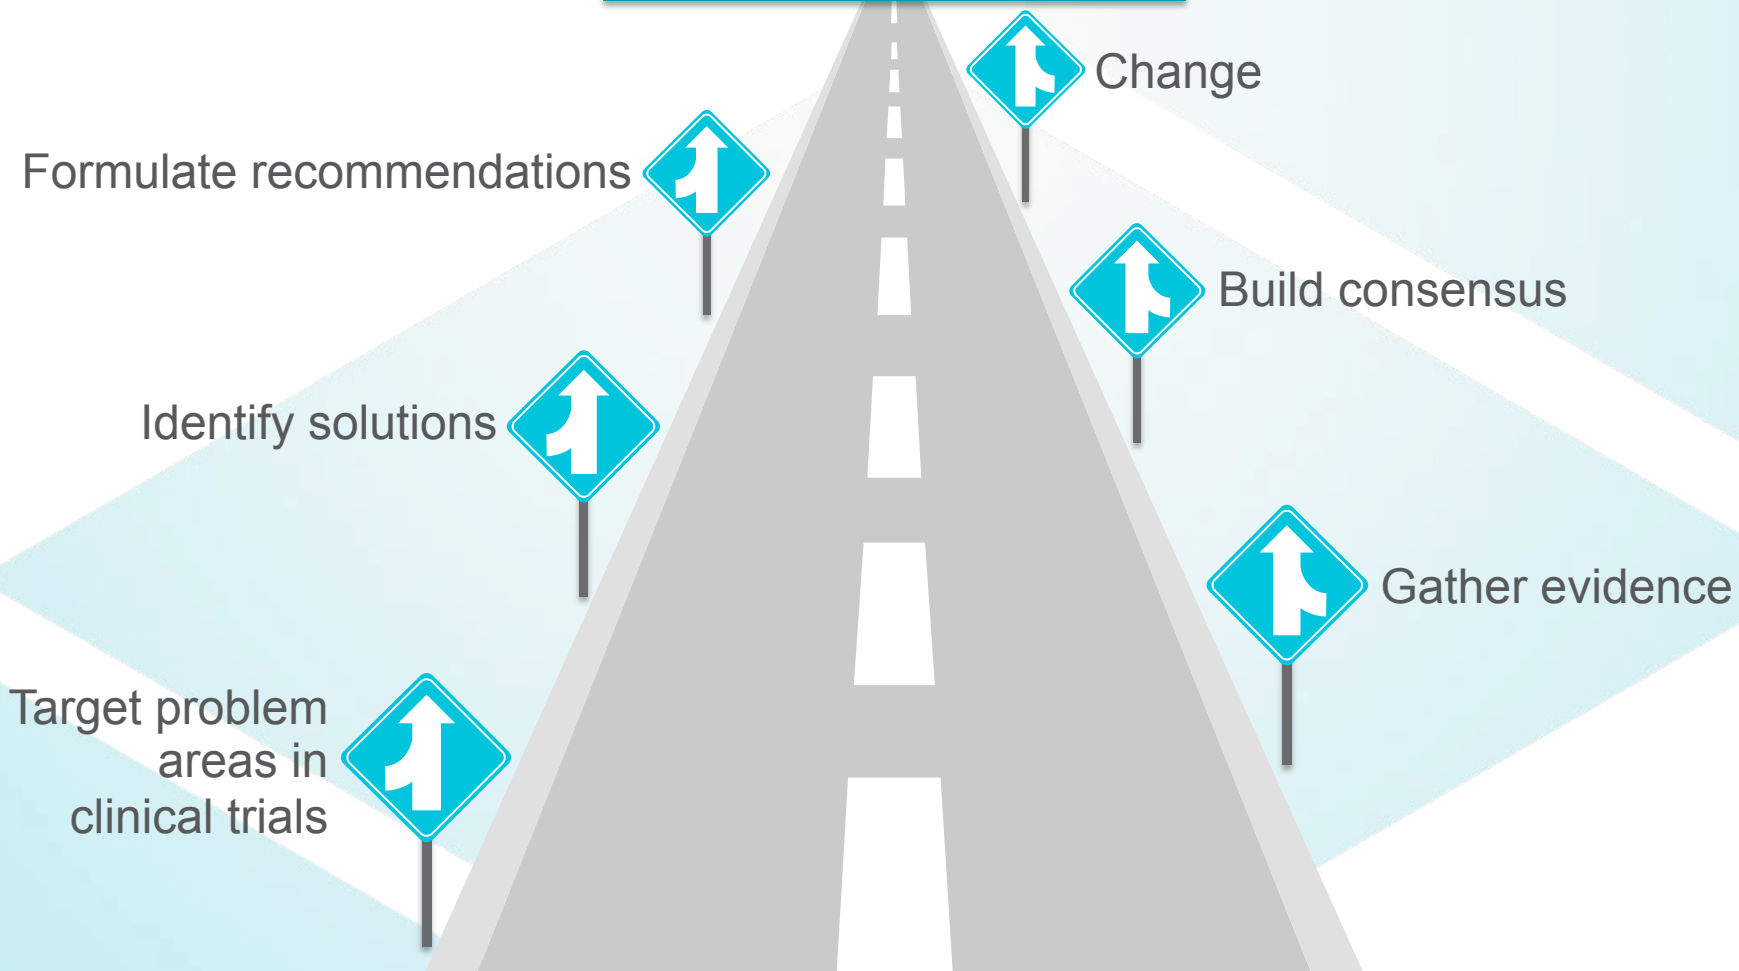 Change
Formulate recommendations
Build consensus
Identify solutions
Gather evidence
Target problem
areas in
clinical trials